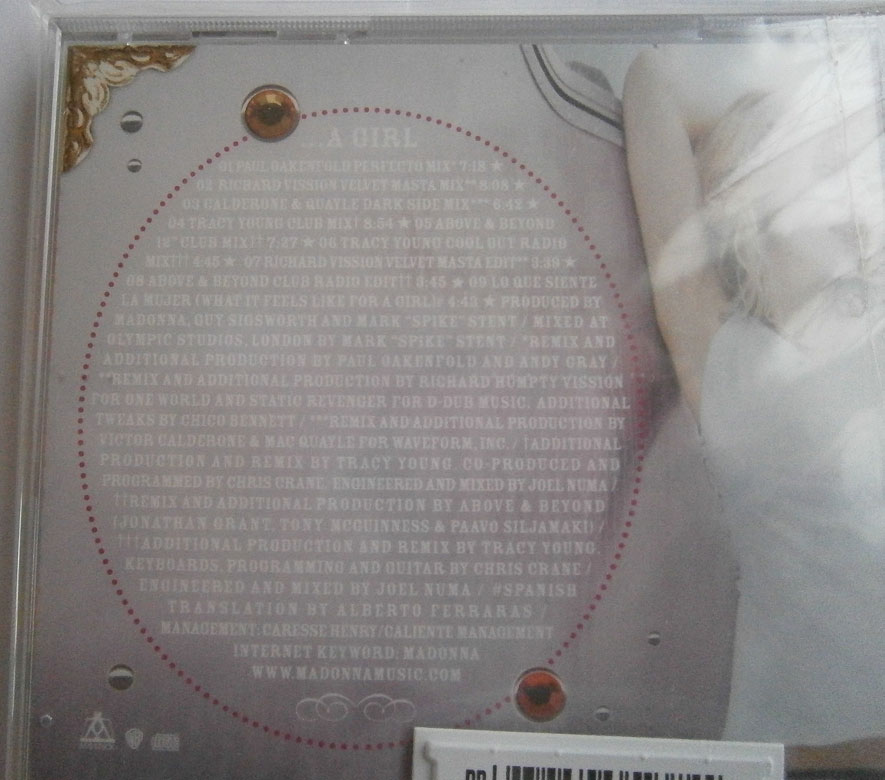 ...A GIRL
01 PAUL OAKENFOLD PERFECTO MIX* 7:18 ★
02 RICHARD VISSION VELVET MASTA MIX** 8:08 ★
03 CALDERONE & QUAYLE DARK SIDE MIX*** 6:42 ★
04 TRACY YOUNG CLUB MIX† 8:54 ★ 05 ABOVE & BEYOND
12" CLUB MIX†† 7:27 ★ 06 TRACY YOUNG COOL OUT RADIO
MIX††† 4:45 ★ 07 RICHARD VISSION VELVET MASTA EDIT** 3:39 ★
08 ABOVE & BEYOND CLUB RADIO EDIT†† 3:45 ★ 09 LO QUE SIENTE
LA MUJER (WHAT IT FEELS LIKE FOR A GIRL)# 4:43 ★ PRODUCED BY
MADONNA, GUY SIGSWORTH AND MARK "SPIKE" STENT / MIXED AT
OLYMPIC STUDIOS, LONDON BY MARK "SPIKE" STENT / *REMIX AND
ADDITIONAL PRODUCTION BY PAUL OAKENFOLD AND ANDY GRAY /
**REMIX AND ADDITIONAL PRODUCTION BY RICHARD HUMPTY VISSION
FOR ONE WORLD AND STATIC REVENGER FOR D-DUB MUSIC. ADDITIONAL
TWEAKS BY CHICO BENNETT / ***REMIX AND ADDITIONAL PRODUCTION BY
VICTOR CALDERONE & MAC QUAYLE FOR WAVEFORM, INC. / †ADDITIONAL
PRODUCTION AND REMIX BY TRACY YOUNG. CO-PRODUCED AND
PROGRAMMED BY CHRIS CRANE. ENGINEERED AND MIXED BY JOEL NUMA /
††REMIX AND ADDITIONAL PRODUCTION BY ABOVE & BEYOND
(JONATHAN GRANT, TONY MCGUINNESS & PAAVO SILJAMAKI) /
†††ADDITIONAL PRODUCTION AND REMIX BY TRACY YOUNG.
KEYBOARDS, PROGRAMMING AND GUITAR BY CHRIS CRANE /
ENGINEERED AND MIXED BY JOEL NUMA / #SPANISH
TRANSLATION BY ALBERTO FERRARAS /
MANAGEMENT: CARESSE HENRY/CALIENTE MANAGEMENT
INTERNET KEYWORD: MADONNA
WWW.MADONNAMUSIC.COM